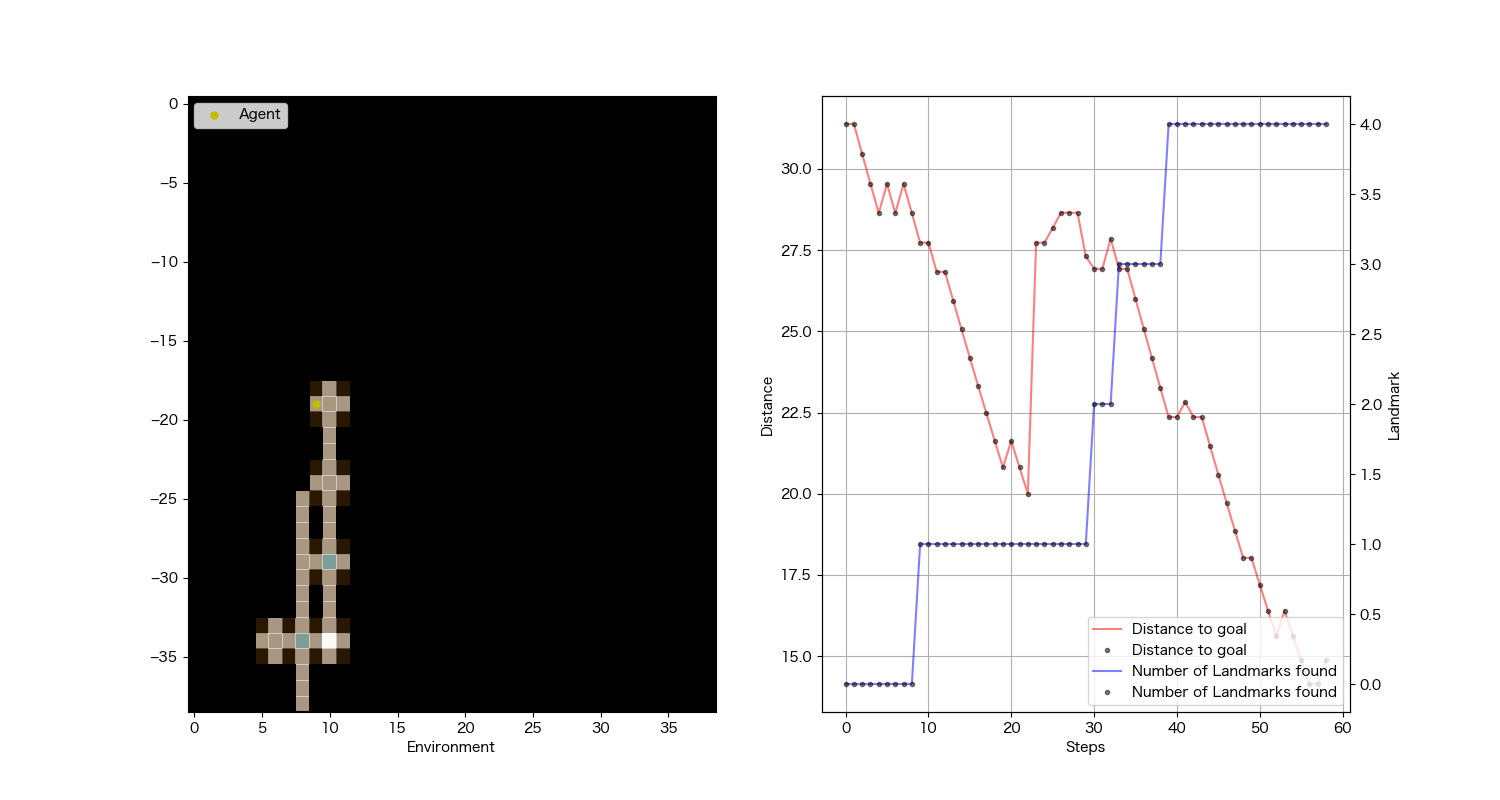 Agent
0
−5
−10
−15
−20
−25
−30
−35
0 5 10 15 20 25 30 35
Environment
30.0
27.5
25.0
22.5
20.0
17.5
15.0
Distance
0 10 20 30 40 50 60
Steps
4.0
3.5
3.0
2.5
2.0
1.5
1.0
0.5
0.0
Landmark
Distance to goal
Distance to goal
Number of Landmarks found
Number of Landmarks found